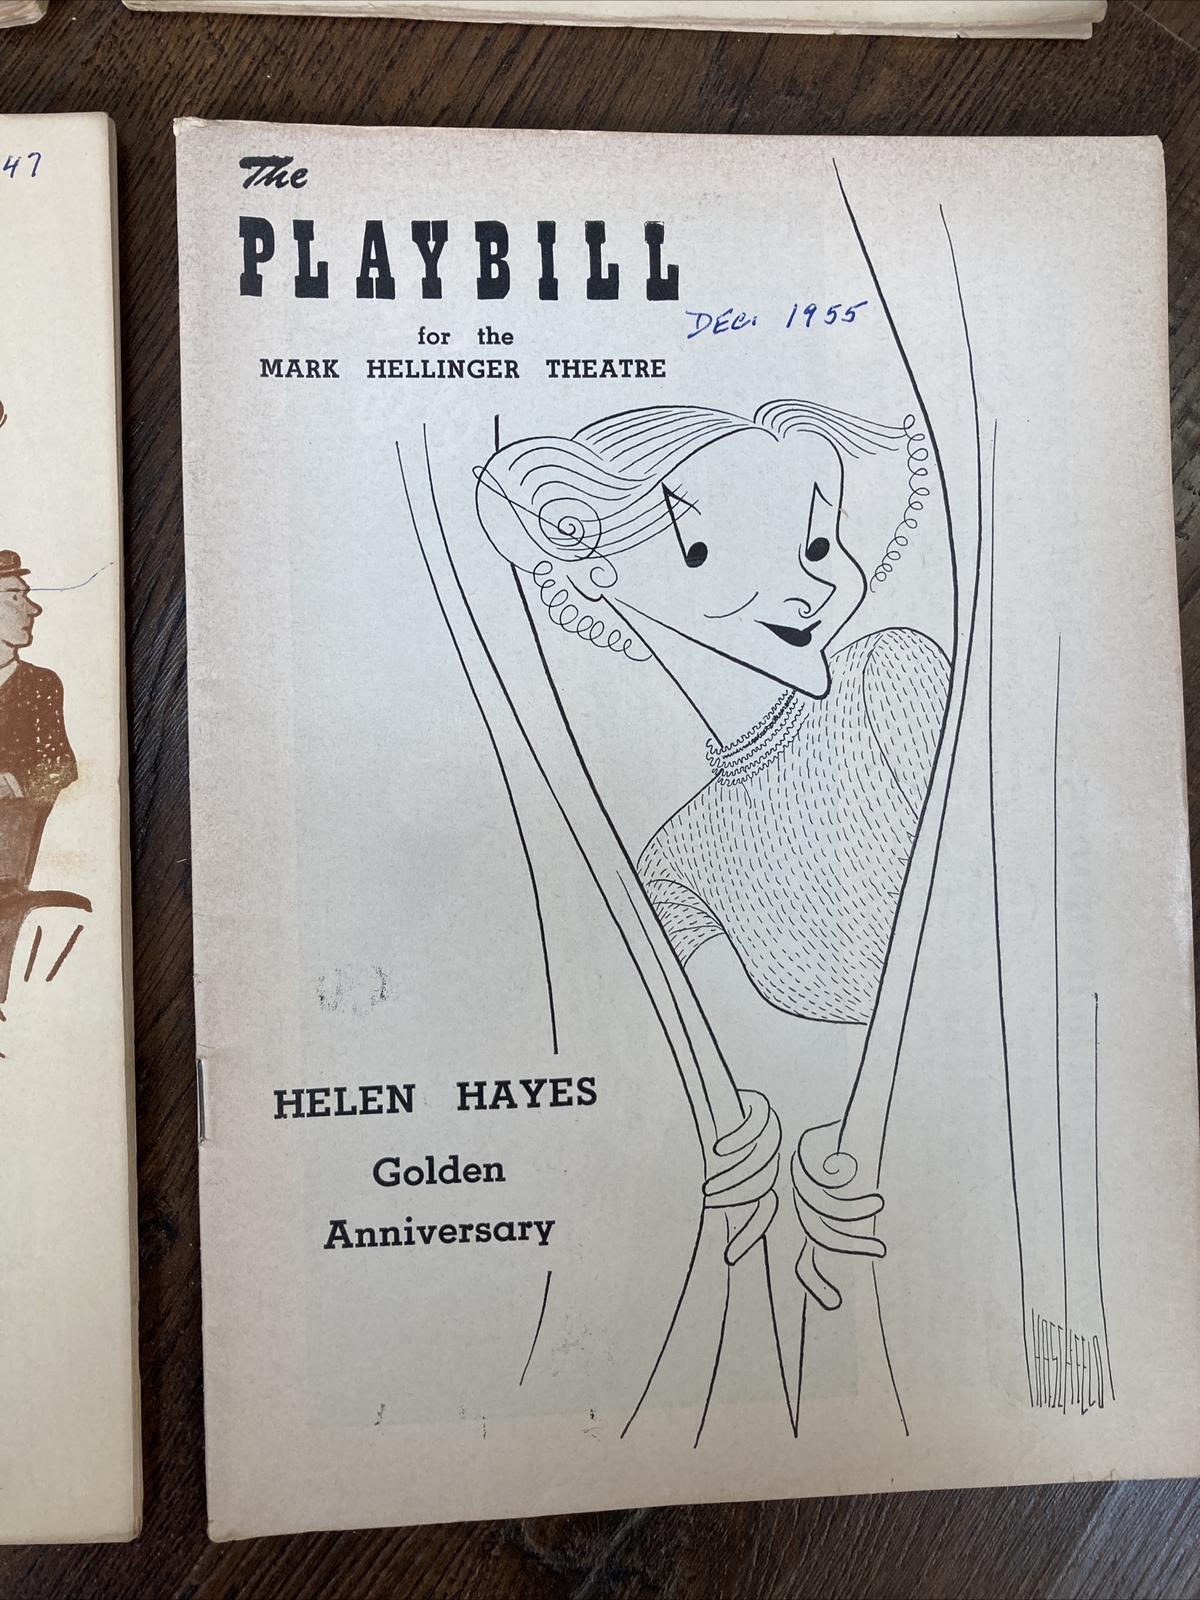 47
The
PLAYBILL
DEC. 1955
for the
MARK HELLINGER THEATRE
HELEN HAYES
Golden
Anniversary
HIRSCHFELD